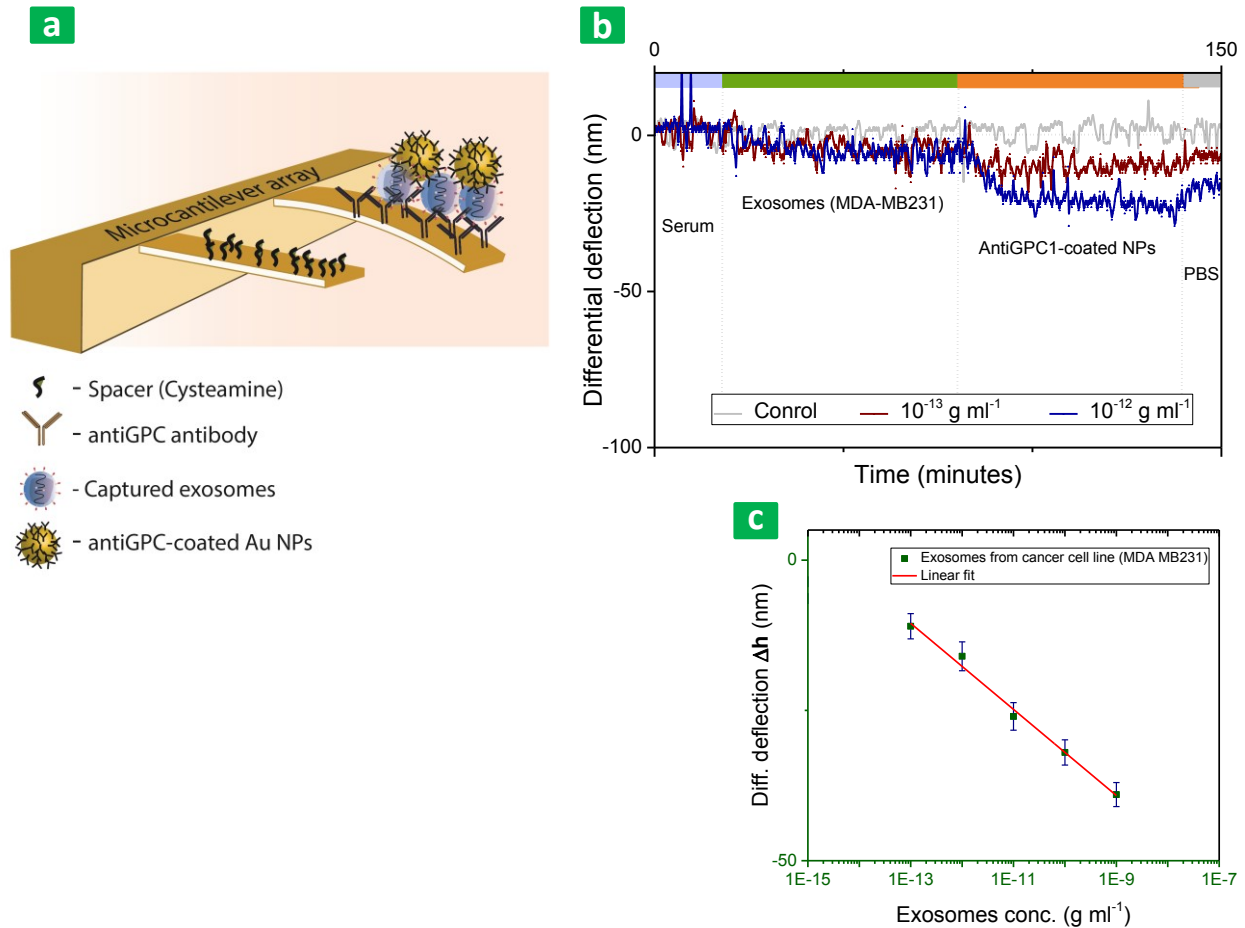 a
Microcantilever array
- Spacer (Cysteamine)
- antiGPC antibody
- Captured exosomes
- antiGPC-coated Au NPs
b
0 150
0
-50
-100
Differential deflection (nm)
Serum
Exosomes (MDA-MB231)
AntiGPC1-coated NPs
PBS
Conrol 10⁻¹³ g ml⁻¹ 10⁻¹² g ml⁻¹
Time (minutes)
c
0
-50
Diff. deflection Δh (nm)
Exosomes from cancer cell line (MDA MB231)
Linear fit
1E-15 1E-13 1E-11 1E-9 1E-7
Exosomes conc. (g ml⁻¹)